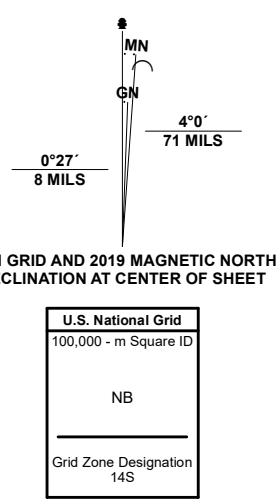 MN
GN
4°0´
71 MILS
0°27´
8 MILS
GRID AND 2019 MAGNETIC NORTH
CLINATION AT CENTER OF SHEET
U.S. National Grid
100,000 - m Square ID
NB
Grid Zone Designation
14S